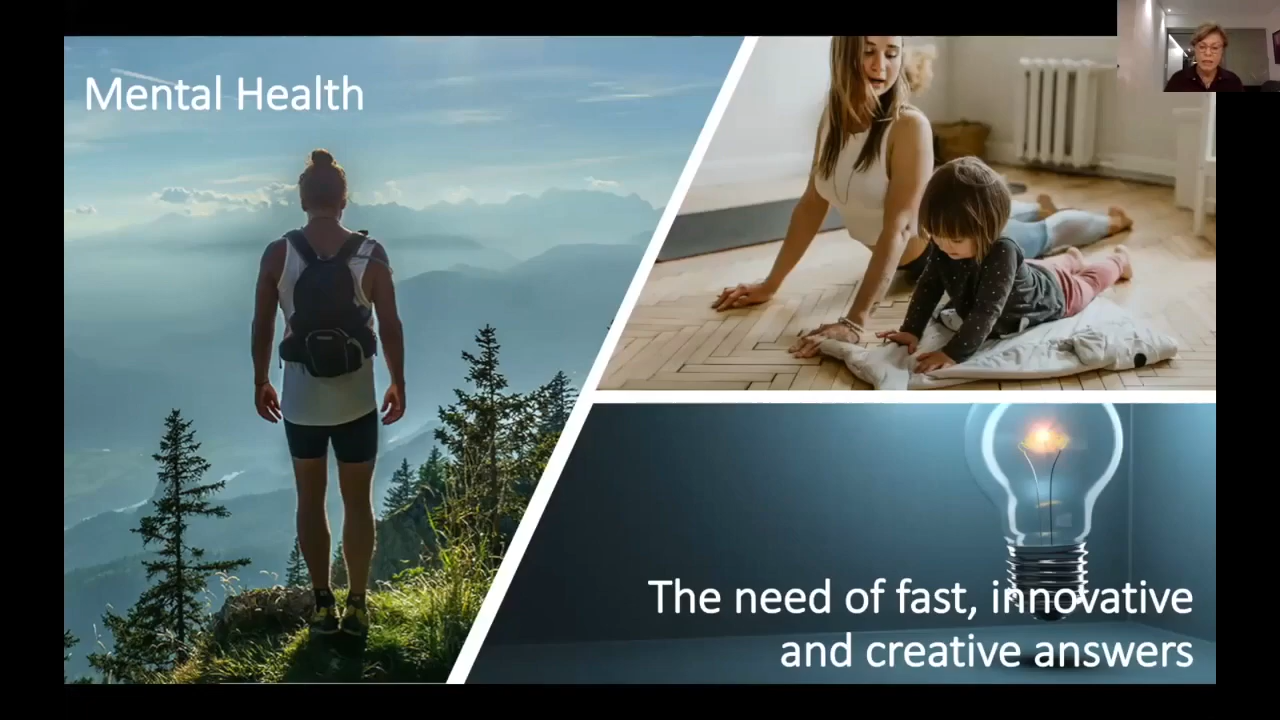 Mental Health
The need of fast, innovative
and creative answers